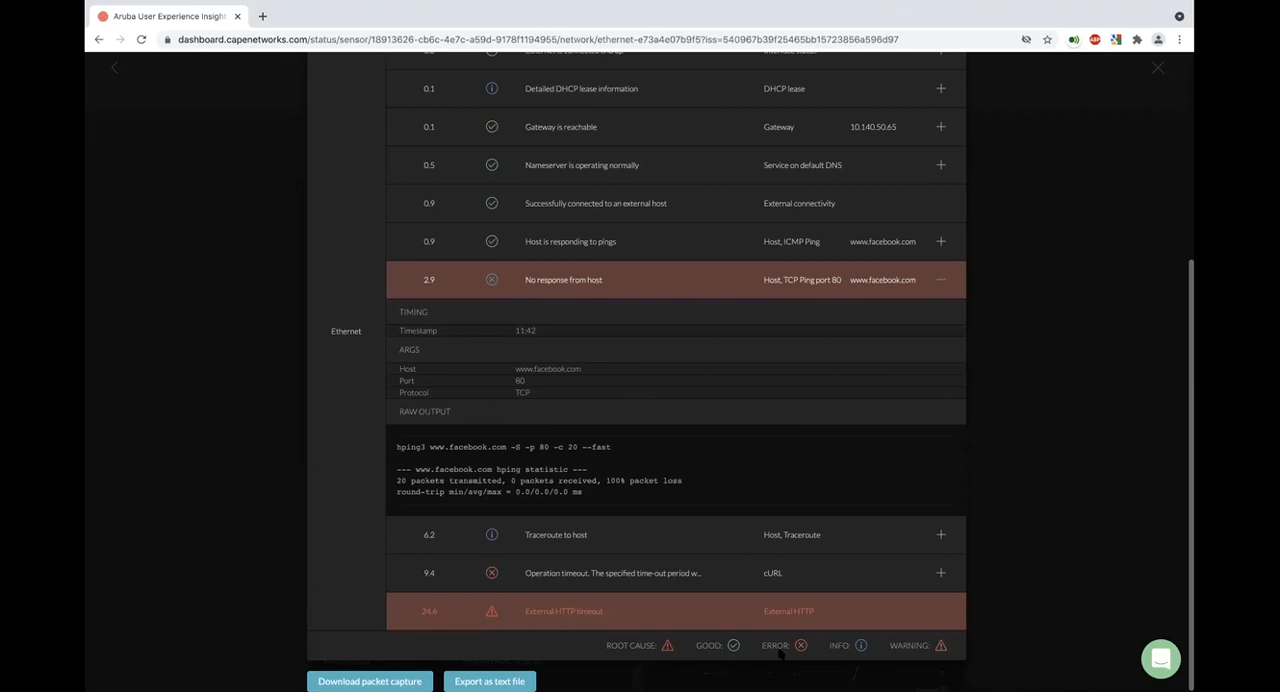 Aruba User Experience Insight
dashboard.capenetworks.com/status/sensor/18913626-cb6c-4e7c-a59d-9178f1194955/network/ethernet-e73a4e07b9f5?iss=540967b39f25465bb15723856a596d97
0.1 Detailed DHCP lease information DHCP lease
0.1 Gateway is reachable Gateway 10.140.50.65
0.5 Nameserver is operating normally Service on default DNS
0.9 Successfully connected to an external host External connectivity
0.9 Host is responding to pings Host, ICMP Ping www.facebook.com
2.9 No response from host Host, TCP Ping port 80 www.facebook.com
TIMING
Ethernet
Timestamp 11:42
ARGS
Host www.facebook.com
Port 80
Protocol TCP
RAW OUTPUT
hping3 www.facebook.com -S -p 80 -c 20 --fast
--- www.facebook.com hping statistic ---
20 packets transmitted, 0 packets received, 100% packet loss
round-trip min/avg/max = 0.0/0.0/0.0 ms
6.2 Traceroute to host Host, Traceroute
9.4 Operation timeout. The specified time-out period w... cURL
24.6 External HTTP timeout External HTTP
ROOT CAUSE: GOOD: ERROR: INFO: WARNING:
Download packet capture Export as text file